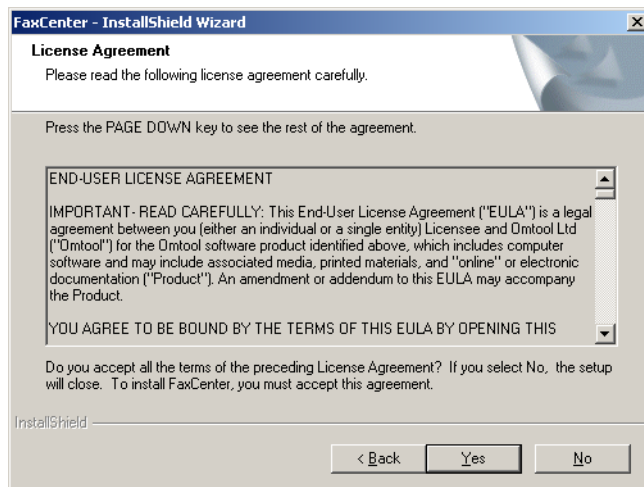 FaxCenter - InstallShield Wizard
License Agreement
Please read the following license agreement carefully.
Press the PAGE DOWN key to see the rest of the agreement.
END-USER LICENSE AGREEMENT
IMPORTANT- READ CAREFULLY: This End-User License Agreement ("EULA") is a legal
agreement between you (either an individual or a single entity) Licensee and Omtool Ltd
("Omtool") for the Omtool software product identified above, which includes computer
software and may include associated media, printed materials, and "online" or electronic
documentation ("Product"). An amendment or addendum to this EULA may accompany
the Product.
YOU AGREE TO BE BOUND BY THE TERMS OF THIS EULA BY OPENING THIS
Do you accept all the terms of the preceding License Agreement? If you select No, the setup
will close. To install FaxCenter, you must accept this agreement.
InstallShield
< Back Yes No